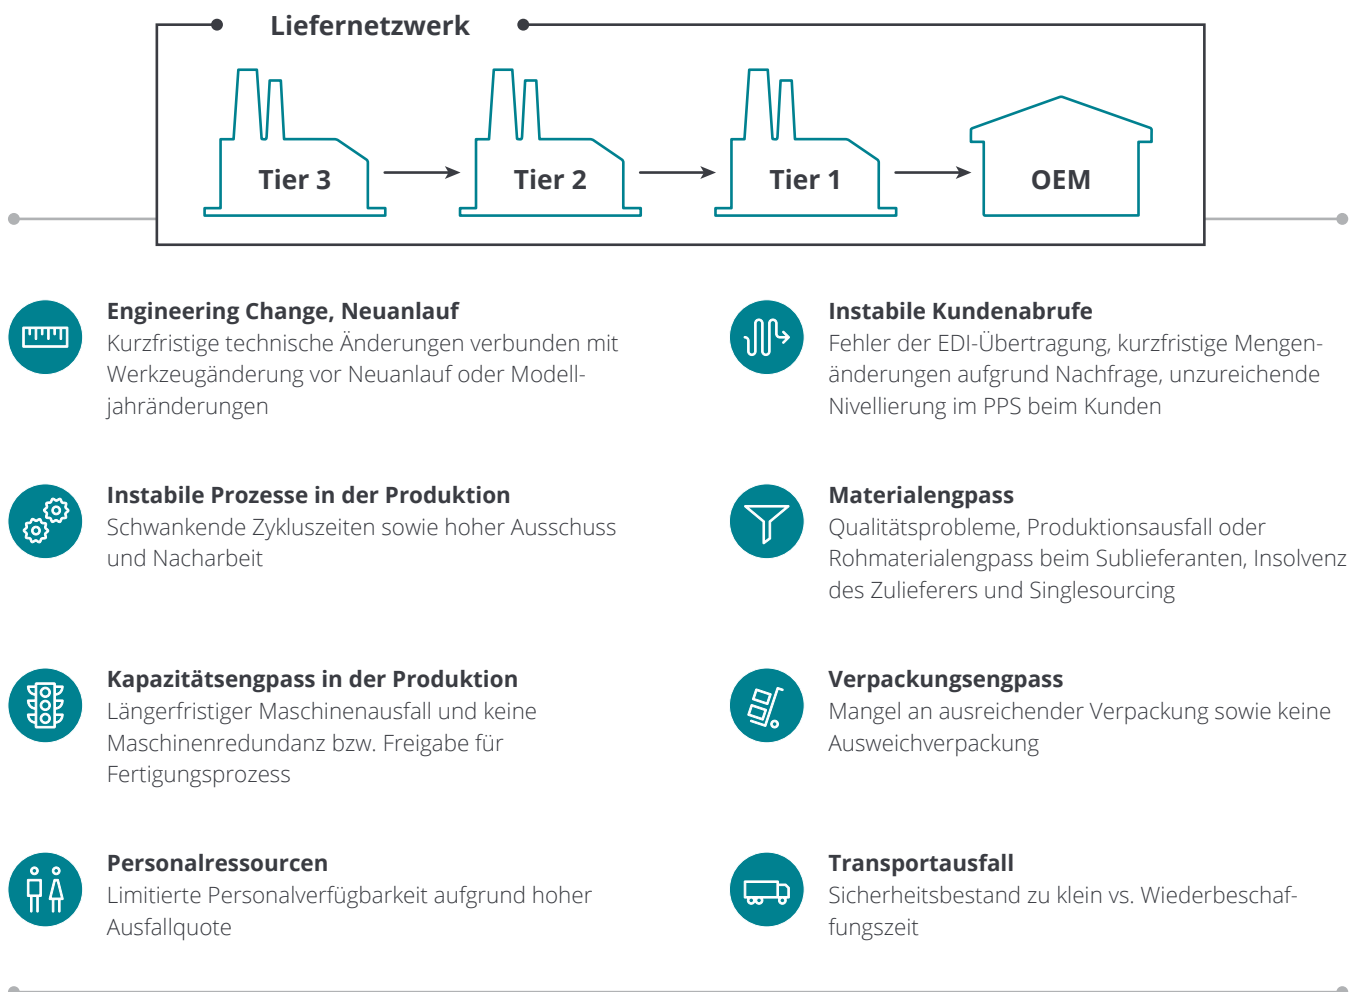 Liefernetzwerk
Tier 3
Tier 2
Tier 1
OEM
Engineering Change, Neuanlauf
Kurzfristige technische Änderungen verbunden mit
Werkzeugänderung vor Neuanlauf oder Modell-
jahränderungen
Instabile Kundenabrufe
Fehler der EDI-Übertragung, kurzfristige Mengen-
änderungen aufgrund Nachfrage, unzureichende
Nivellierung im PPS beim Kunden
Instabile Prozesse in der Produktion
Schwankende Zykluszeiten sowie hoher Ausschuss
und Nacharbeit
Materialengpass
Qualitätsprobleme, Produktionsausfall oder
Rohmaterialengpass beim Sublieferanten, Insolvenz
des Zulieferers und Singlesourcing
Kapazitätsengpass in der Produktion
Längerfristiger Maschinenausfall und keine
Maschinenredundanz bzw. Freigabe für
Fertigungsprozess
Verpackungsengpass
Mangel an ausreichender Verpackung sowie keine
Ausweichverpackung
Personalressourcen
Limitierte Personalverfügbarkeit aufgrund hoher
Ausfallquote
Transportausfall
Sicherheitsbestand zu klein vs. Wiederbeschaf-
fungszeit